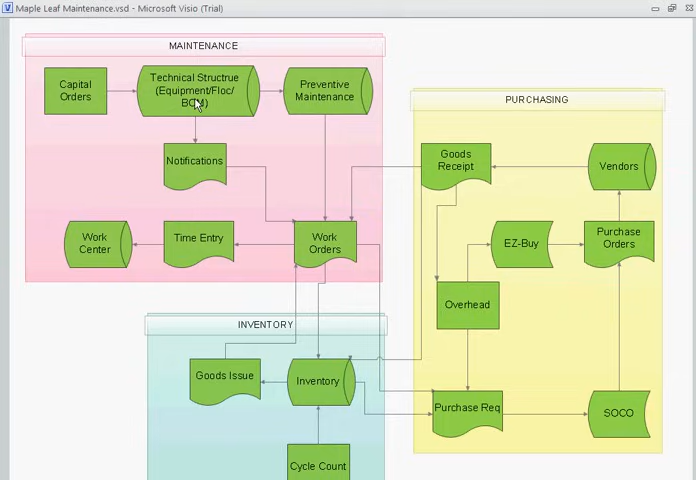 Maple Leaf Maintenance.vsd - Microsoft Visio (Trial)
MAINTENANCE
Capital
Orders
Technical Structrue
(Equipment/Floc/
BOM)
Preventive
Maintenance
Notifications
Work
Center
Time Entry
Work
Orders
PURCHASING
Goods
Receipt
Vendors
EZ-Buy
Purchase
Orders
Overhead
Purchase Req
SOCO
INVENTORY
Goods Issue
Inventory
Cycle Count